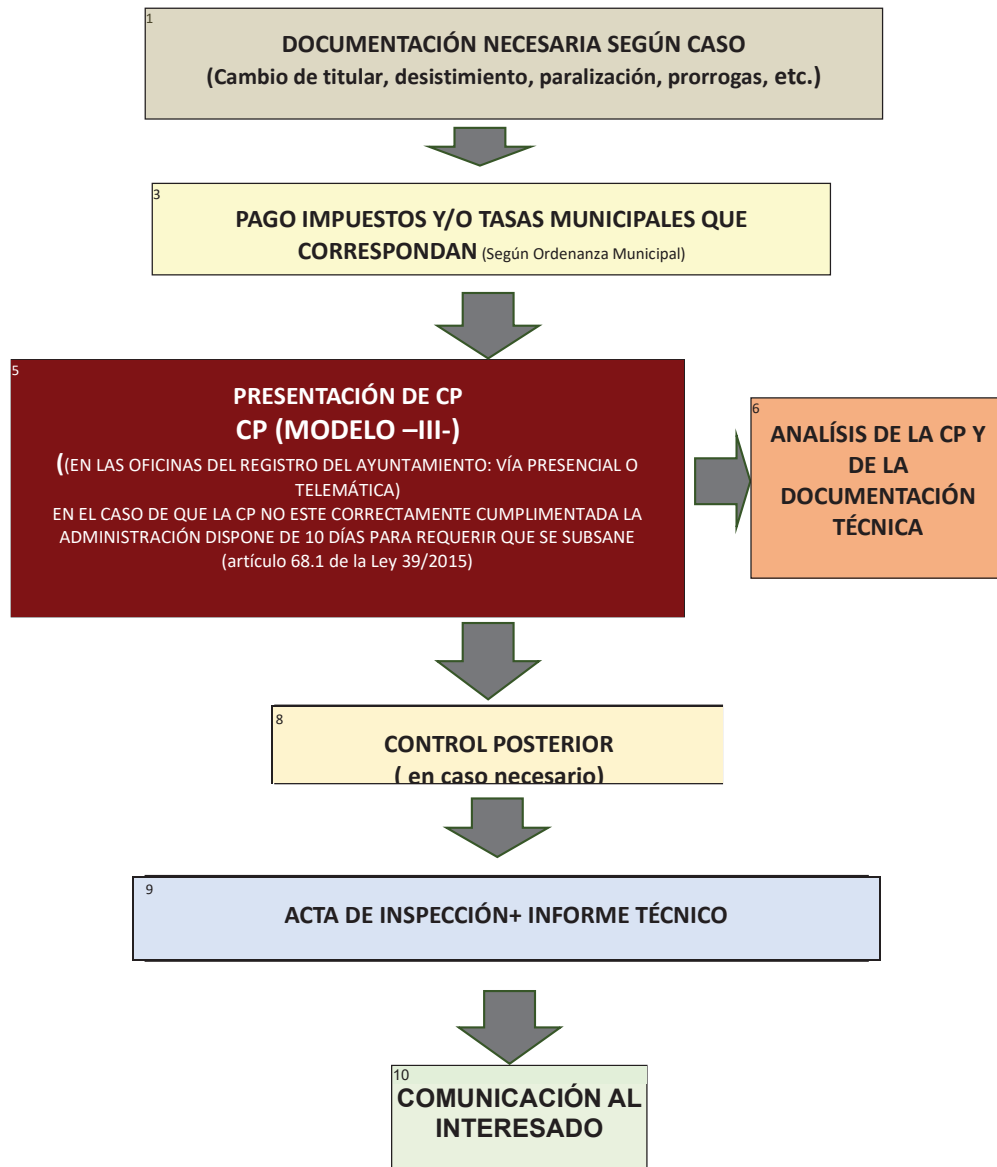 1
DOCUMENTACIÓN NECESARIA SEGÚN CASO
(Cambio de titular, desistimiento, paralización, prorrogas, etc.)
3
PAGO IMPUESTOS Y/O TASAS MUNICIPALES QUE
CORRESPONDAN (Según Ordenanza Municipal)
5
PRESENTACIÓN DE CP
CP (MODELO –III-)
((EN LAS OFICINAS DEL REGISTRO DEL AYUNTAMIENTO: VÍA PRESENCIAL O
TELEMÁTICA)
EN EL CASO DE QUE LA CP NO ESTE CORRECTAMENTE CUMPLIMENTADA LA
ADMINISTRACIÓN DISPONE DE 10 DÍAS PARA REQUERIR QUE SE SUBSANE
(artículo 68.1 de la Ley 39/2015)
6
ANALÍSIS DE LA CP Y
DE LA
DOCUMENTACIÓN
TÉCNICA
8
CONTROL POSTERIOR
( en caso necesario)
9
ACTA DE INSPECCIÓN+ INFORME TÉCNICO
10
COMUNICACIÓN AL
INTERESADO